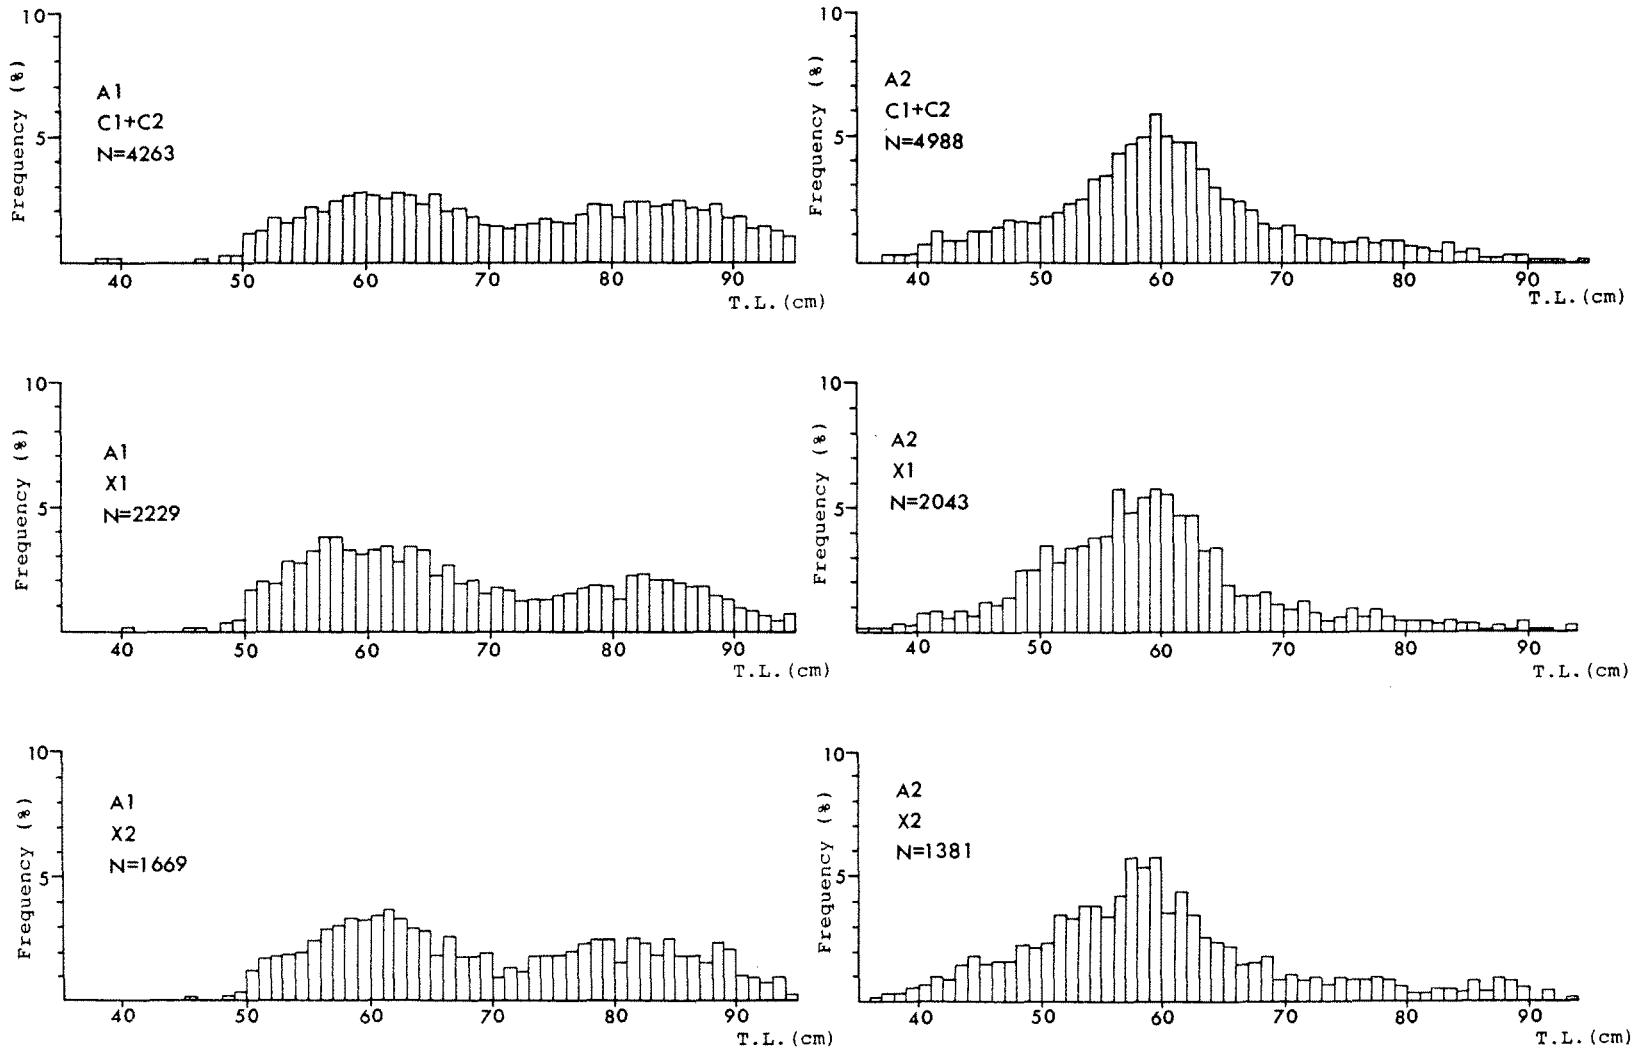 10
Frequency (%)
5
A1
C1+C2
N=4263
40 50 60 70 80 90
T.L.(cm)
10
Frequency (%)
5
A2
C1+C2
N=4988
40 50 60 70 80 90
T.L.(cm)
10
Frequency (%)
5
A1
X1
N=2229
40 50 60 70 80 90
T.L.(cm)
10
Frequency (%)
5
A2
X1
N=2043
40 50 60 70 80 90
T.L.(cm)
10
Frequency (%)
5
A1
X2
N=1669
40 50 60 70 80 90
T.L.(cm)
10
Frequency (%)
5
A2
X2
N=1381
40 50 60 70 80 90
T.L.(cm)